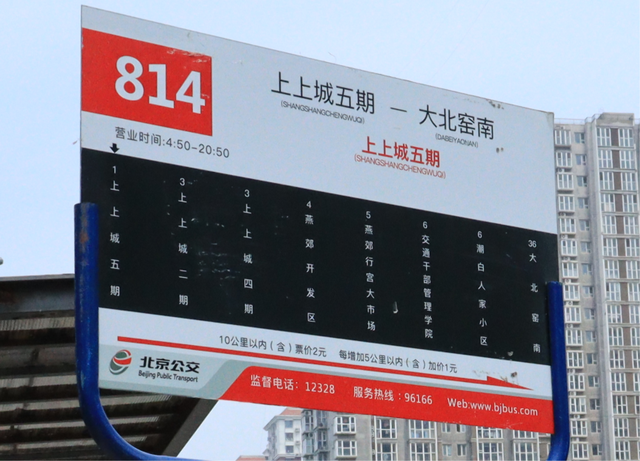 814
上上城五期 — 大北窑南
(SHANGSHANGCHENGWUQI) (DABEIYAONAN)
上上城五期
(SHANGSHANGCHENGWUQI)
营业时间:4:50-20:50
1 上上城五期
3 上上城二期
3 上上城四期
4 燕郊开发区
5 燕郊行宫大市场
6 交通干部管理学院
6 潮白人家小区
36 大北窑南
10公里以内（含）票价2元 每增加5公里以内（含）加价1元
北京公交
Beijing Public Transport
监督电话：12328 服务热线：96166 Web:www.bjbus.com